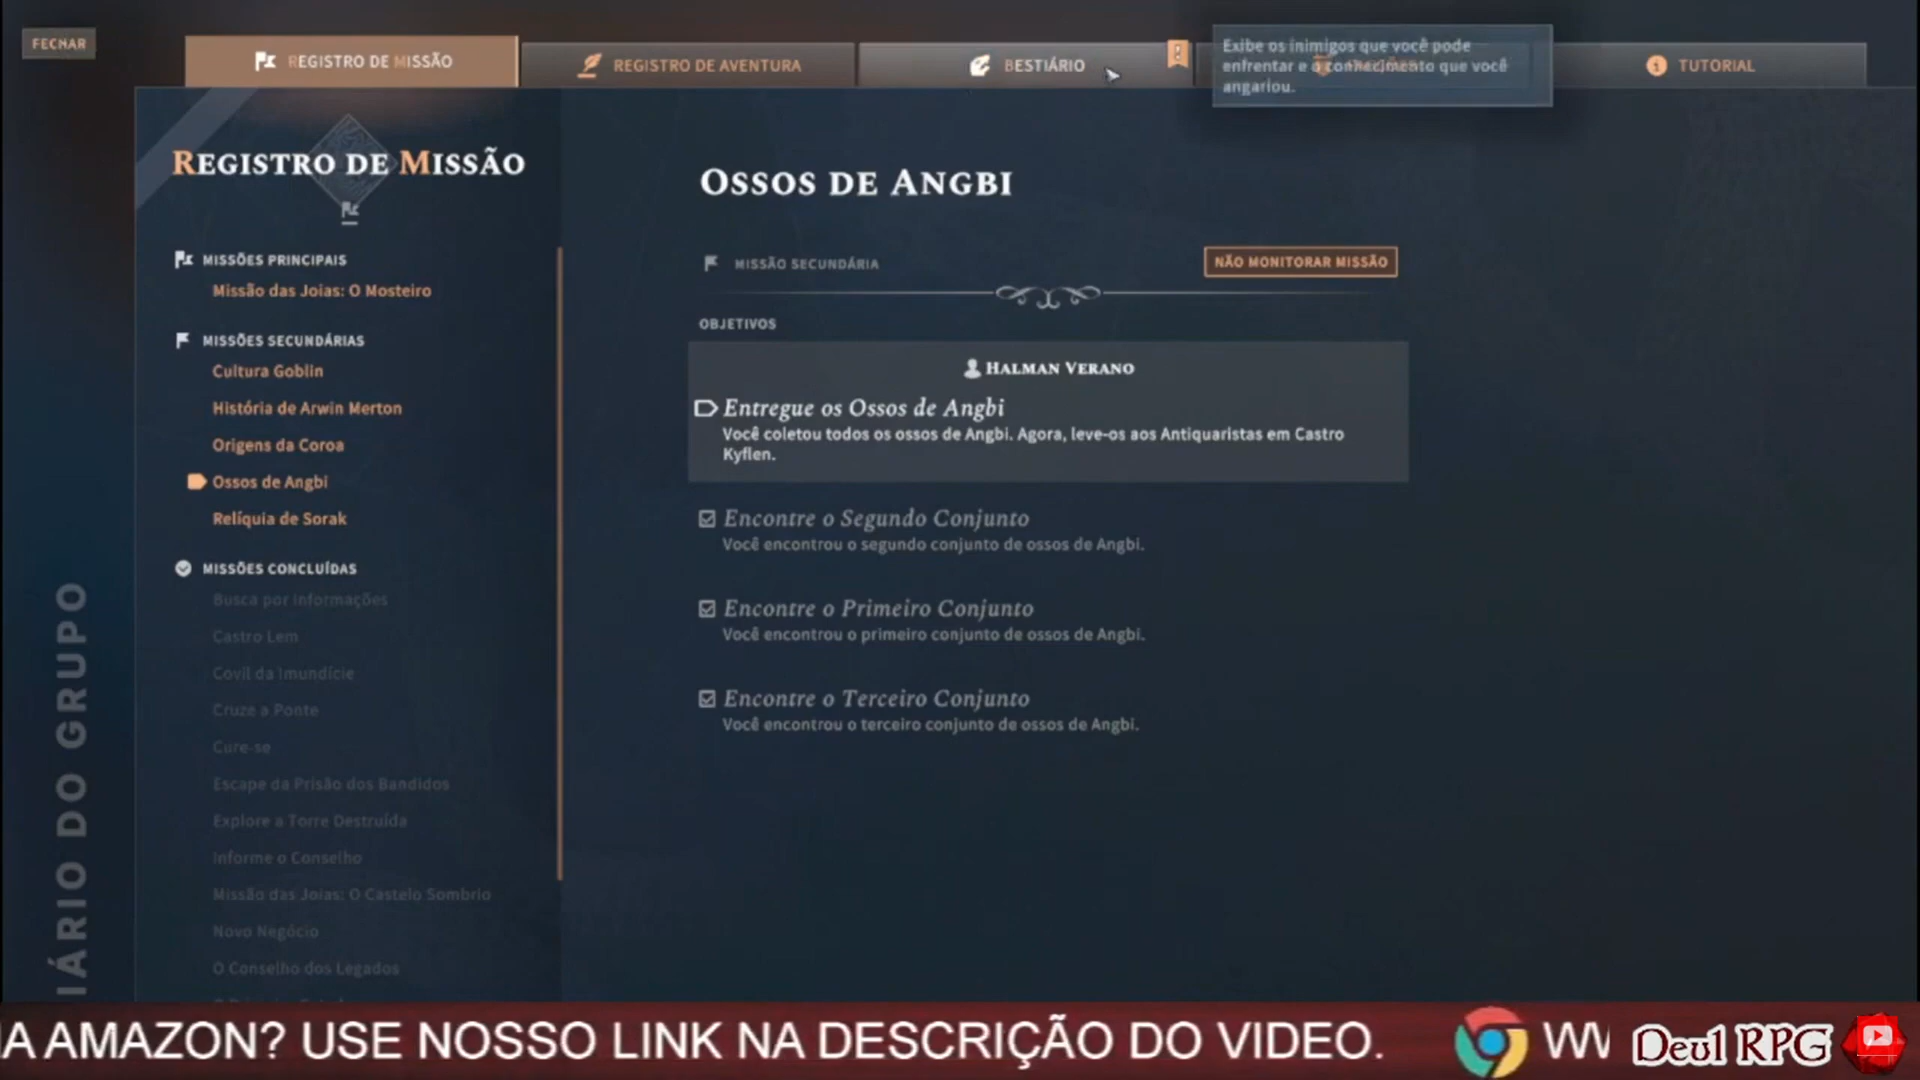 FECHAR
REGISTRO DE MISSÃO
REGISTRO DE AVENTURA
BESTIÁRIO
Exibe os inimigos que você pode
enfrentar e o conhecimento que você
angariou.
TUTORIAL
REGISTRO DE MISSÃO
MISSÕES PRINCIPAIS
Missão das Joias: O Mosteiro
MISSÕES SECUNDÁRIAS
Cultura Goblin
História de Arwin Merton
Origens da Coroa
Ossos de Angbi
Relíquia de Sorak
MISSÕES CONCLUÍDAS
Busca por Informações
Castro Lem
Covil da Imundície
Cruze a Ponte
Cure-se
Escape da Prisão dos Bandidos
Explore a Torre Destruída
Informe o Conselho
Missão das Joias: O Castelo Sombrio
Novo Negócio
O Conselho dos Legados
OSSOS DE ANGBI
MISSÃO SECUNDÁRIA
NÃO MONITORAR MISSÃO
OBJETIVOS
HALMAN VERANO
Entregue os Ossos de Angbi
Você coletou todos os ossos de Angbi. Agora, leve-os aos Antiquaristas em Castro
Kyflen.
Encontre o Segundo Conjunto
Você encontrou o segundo conjunto de ossos de Angbi.
Encontre o Primeiro Conjunto
Você encontrou o primeiro conjunto de ossos de Angbi.
Encontre o Terceiro Conjunto
Você encontrou o terceiro conjunto de ossos de Angbi.
IÁRIO DO GRUPO
A AMAZON? USE NOSSO LINK NA DESCRIÇÃO DO VIDEO.
WW
Deu1 RPG